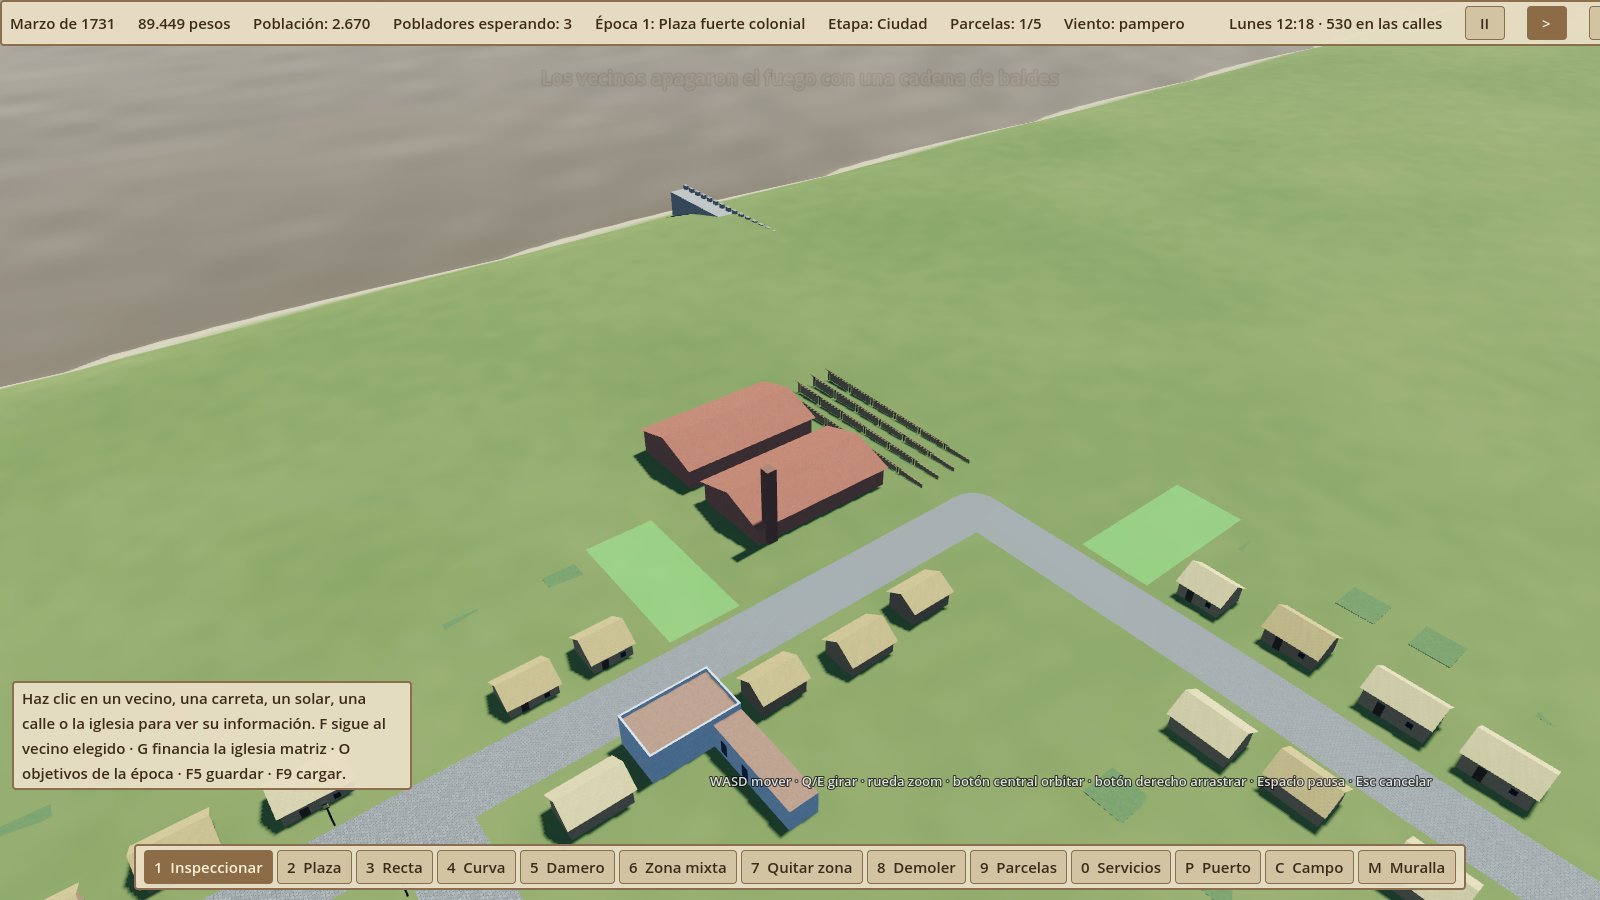 Marzo de 1731 89.449 pesos Población: 2.670 Pobladores esperando: 3 Época 1: Plaza fuerte colonial Etapa: Ciudad Parcelas: 1/5 Viento: pampero Lunes 12:18 · 530 en las calles II >
Los vecinos apagaron el fuego con una cadena de baldes
Haz clic en un vecino, una carreta, un solar, una
calle o la iglesia para ver su información. F sigue al
vecino elegido · G financia la iglesia matriz · O
objetivos de la época · F5 guardar · F9 cargar.
WASD mover · Q/E girar · rueda zoom · botón central orbitar · botón derecho arrastrar · Espacio pausa · Esc cancelar
1 Inspeccionar 2 Plaza 3 Recta 4 Curva 5 Damero 6 Zona mixta 7 Quitar zona 8 Demoler 9 Parcelas 0 Servicios P Puerto C Campo M Muralla